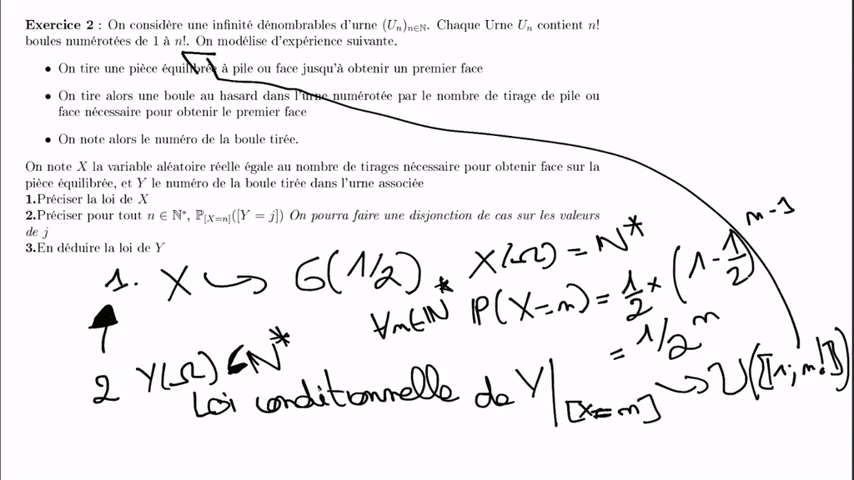 Exercice 2 : On considère une infinité dénombrables d'urne (Uₙ)ₙ∈ℕ. Chaque Urne Uₙ contient n!
boules numérotées de 1 à n!. On modélise d'expérience suivante.
• On tire une pièce équilibrée à pile ou face jusqu'à obtenir un premier face
• On tire alors une boule au hasard dans l'urne numérotée par le nombre de tirage de pile ou
face nécessaire pour obtenir le premier face
• On note alors le numéro de la boule tirée.
On note X la variable aléatoire réelle égale au nombre de tirages nécessaire pour obtenir face sur la
pièce équilibrée, et Y le numéro de la boule tirée dans l'urne associée
1.Préciser la loi de X
2.Préciser pour tout n ∈ ℕ*, ℙ_[X=n]([Y = j]) On pourra faire une disjonction de cas sur les valeurs
de j
3.En déduire la loi de Y
1. X ↪ G(1/2). X(Ω) = ℕ*
∀n∈ℕ* ℙ(X=n) = 1/2 × (1 - 1/2)^(n-1)
= 1/2^n
2 Y(Ω) ⊂ ℕ*
Loi conditionnelle de Y|[X=n] ↪ U([[1;n!]])